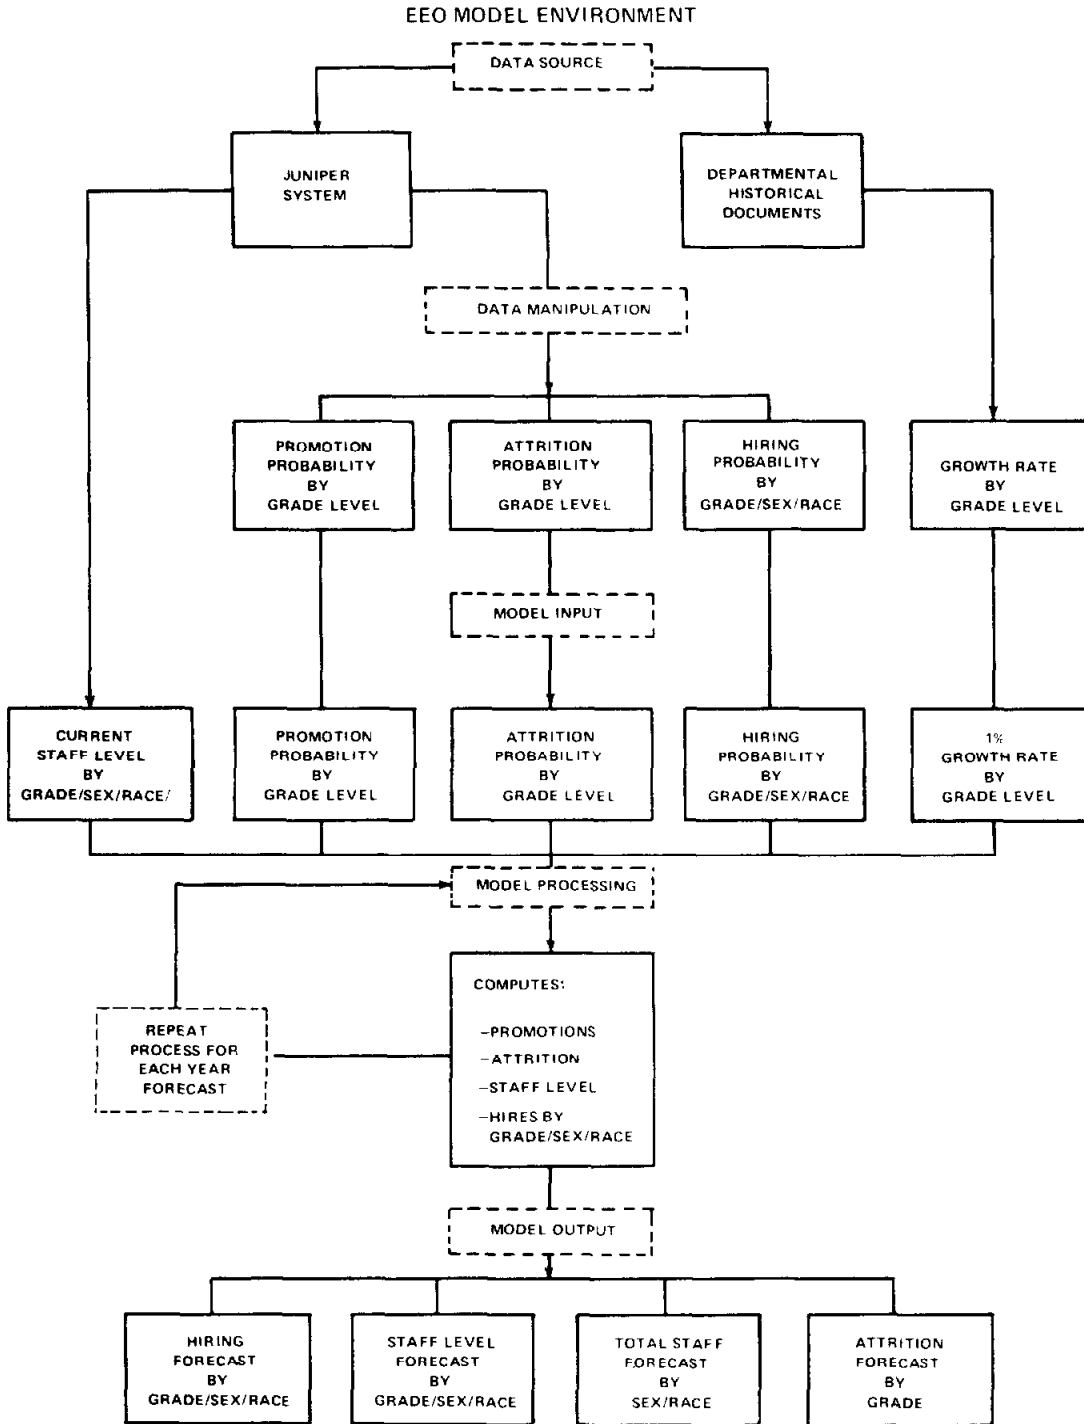 EEO MODEL ENVIRONMENT
DATA SOURCE
JUNIPER
SYSTEM
DEPARTMENTAL
HISTORICAL
DOCUMENTS
DATA MANIPULATION
PROMOTION
PROBABILITY
BY
GRADE LEVEL
ATTRITION
PROBABILITY
BY
GRADE LEVEL
HIRING
PROBABILITY
BY
GRADE/SEX/RACE
GROWTH RATE
BY
GRADE LEVEL
MODEL INPUT
CURRENT
STAFF LEVEL
BY
GRADE/SEX/RACE/
PROMOTION
PROBABILITY
BY
GRADE LEVEL
ATTRITION
PROBABILITY
BY
GRADE LEVEL
HIRING
PROBABILITY
BY
GRADE/SEX/RACE
1%
GROWTH RATE
BY
GRADE LEVEL
MODEL PROCESSING
COMPUTES:
–PROMOTIONS
–ATTRITION
–STAFF LEVEL
–HIRES BY
GRADE/SEX/RACE
REPEAT
PROCESS FOR
EACH YEAR
FORECAST
MODEL OUTPUT
HIRING
FORECAST
BY
GRADE/SEX/RACE
STAFF LEVEL
FORECAST
BY
GRADE/SEX/RACE
TOTAL STAFF
FORECAST
BY
SEX/RACE
ATTRITION
FORECAST
BY
GRADE